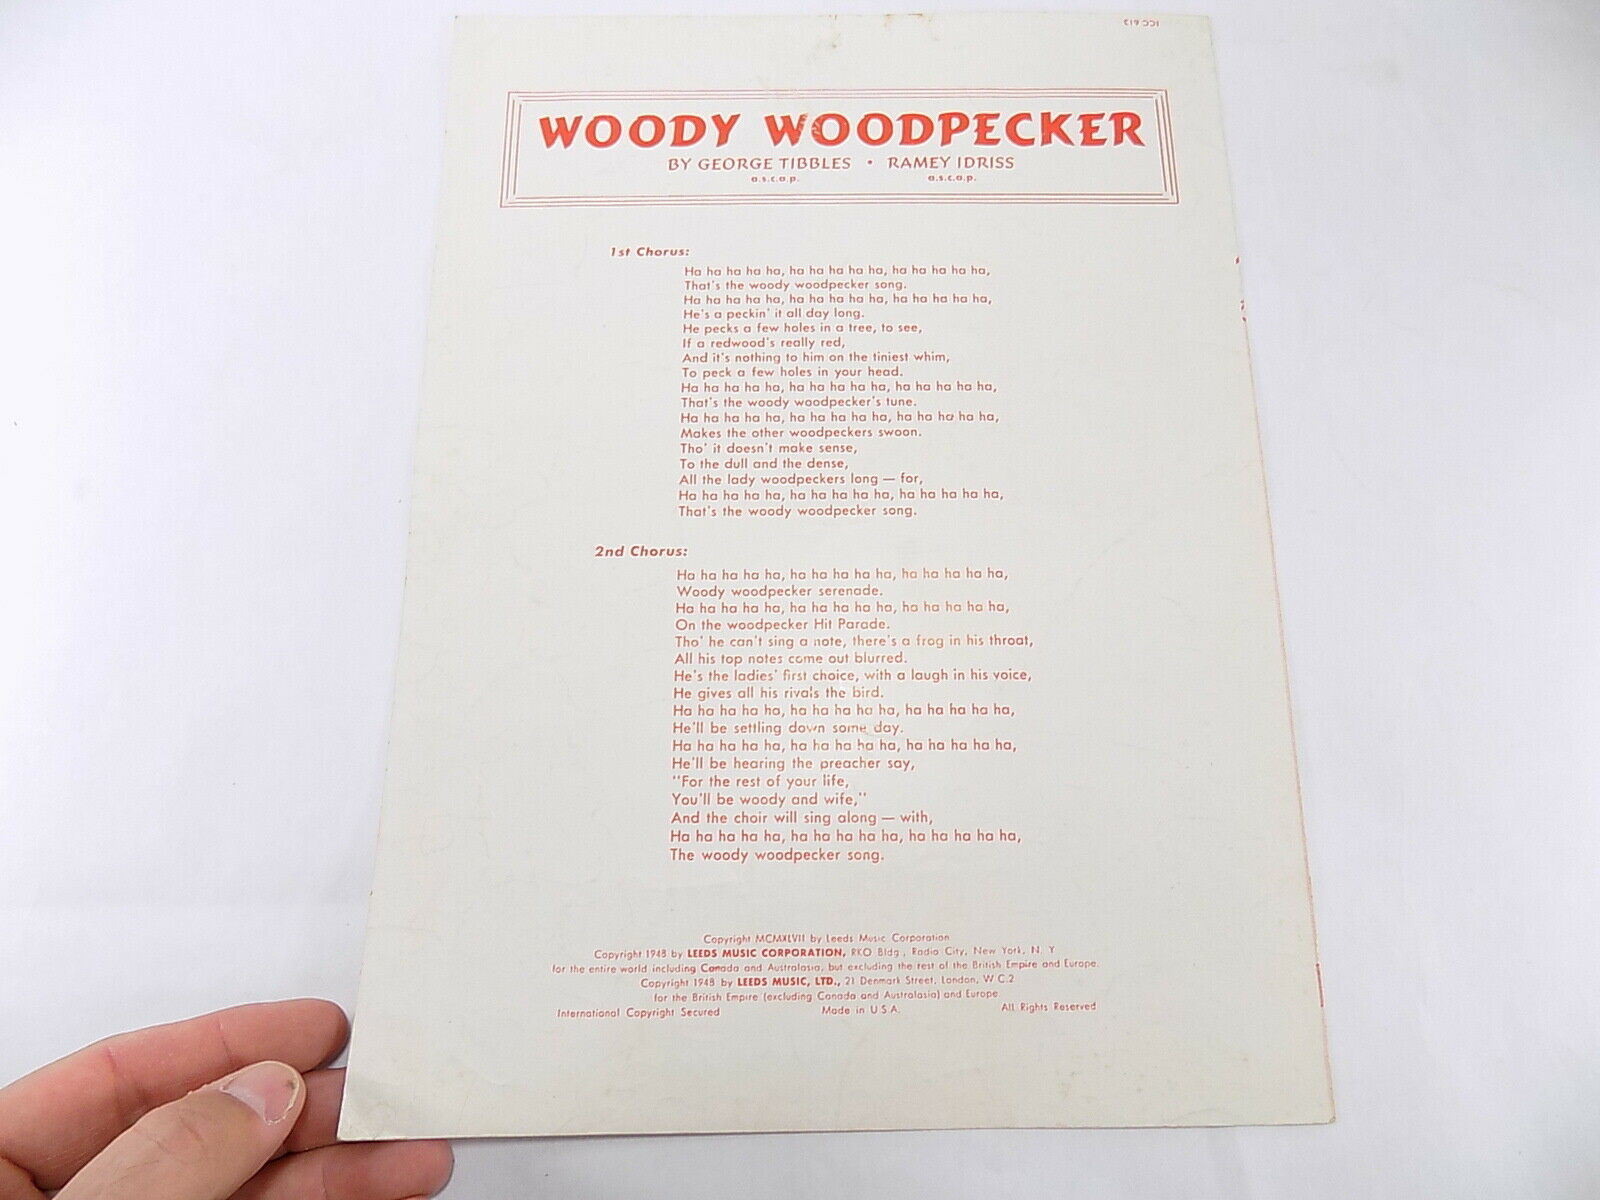 ICC 613
WOODY WOODPECKER
BY GEORGE TIBBLES • RAMEY IDRISS
a.s.c.a.p. a.s.c.a.p.
1st Chorus:
Ha ha ha ha ha, ha ha ha ha ha, ha ha ha ha ha,
That's the woody woodpecker song.
Ha ha ha ha ha, ha ha ha ha ha, ha ha ha ha ha,
He's a peckin' it all day long.
He pecks a few holes in a tree, to see,
If a redwood's really red,
And it's nothing to him on the tiniest whim,
To peck a few holes in your head.
Ha ha ha ha ha, ha ha ha ha ha, ha ha ha ha ha,
That's the woody woodpecker's tune.
Ha ha ha ha ha, ha ha ha ha ha, ha ha ha ha ha,
Makes the other woodpeckers swoon.
Tho' it doesn't make sense,
To the dull and the dense,
All the lady woodpeckers long — for,
Ha ha ha ha ha, ha ha ha ha ha, ha ha ha ha ha,
That's the woody woodpecker song.
2nd Chorus:
Ha ha ha ha ha, ha ha ha ha ha, ha ha ha ha ha,
Woody woodpecker serenade.
Ha ha ha ha ha, ha ha ha ha ha, ha ha ha ha ha,
On the woodpecker Hit Parade.
Tho' he can't sing a note, there's a frog in his throat,
All his top notes come out blurred.
He's the ladies' first choice, with a laugh in his voice,
He gives all his rivals the bird.
Ha ha ha ha ha, ha ha ha ha ha, ha ha ha ha ha,
He'll be settling down some day.
Ha ha ha ha ha, ha ha ha ha ha, ha ha ha ha ha,
He'll be hearing the preacher say,
"For the rest of your life,
You'll be woody and wife,"
And the choir will sing along — with,
Ha ha ha ha ha, ha ha ha ha ha, ha ha ha ha ha,
The woody woodpecker song.
Copyright MCMXLVII by Leeds Music Corporation
Copyright 1948 by LEEDS MUSIC CORPORATION, RKO Bldg., Radio City, New York, N. Y
for the entire world including Canada and Australasia, but excluding the rest of the British Empire and Europe.
Copyright 1948 by LEEDS MUSIC, LTD., 21 Denmark Street, London, W C.2
for the British Empire (excluding Canada and Australasia) and Europe
International Copyright Secured Made in U.S.A. All Rights Reserved